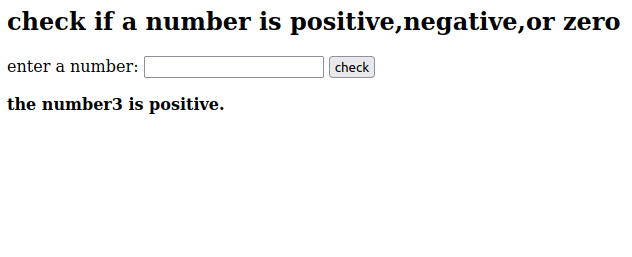 check if a number is positive,negative,or zero
enter a number: check
the number3 is positive.